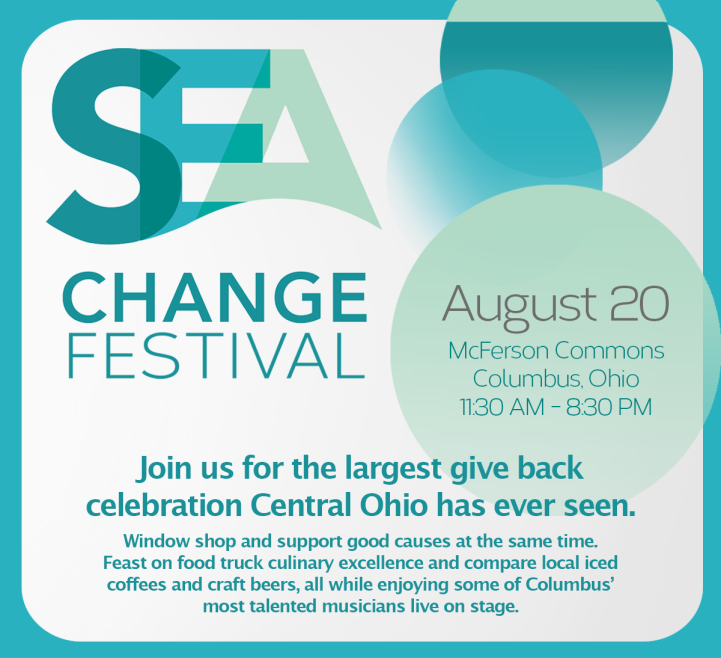 SEA
CHANGE
FESTIVAL
August 20
McFerson Commons
Columbus, Ohio
11:30 AM - 8:30 PM
Join us for the largest give back
celebration Central Ohio has ever seen.
Window shop and support good causes at the same time.
Feast on food truck culinary excellence and compare local iced
coffees and craft beers, all while enjoying some of Columbus'
most talented musicians live on stage.